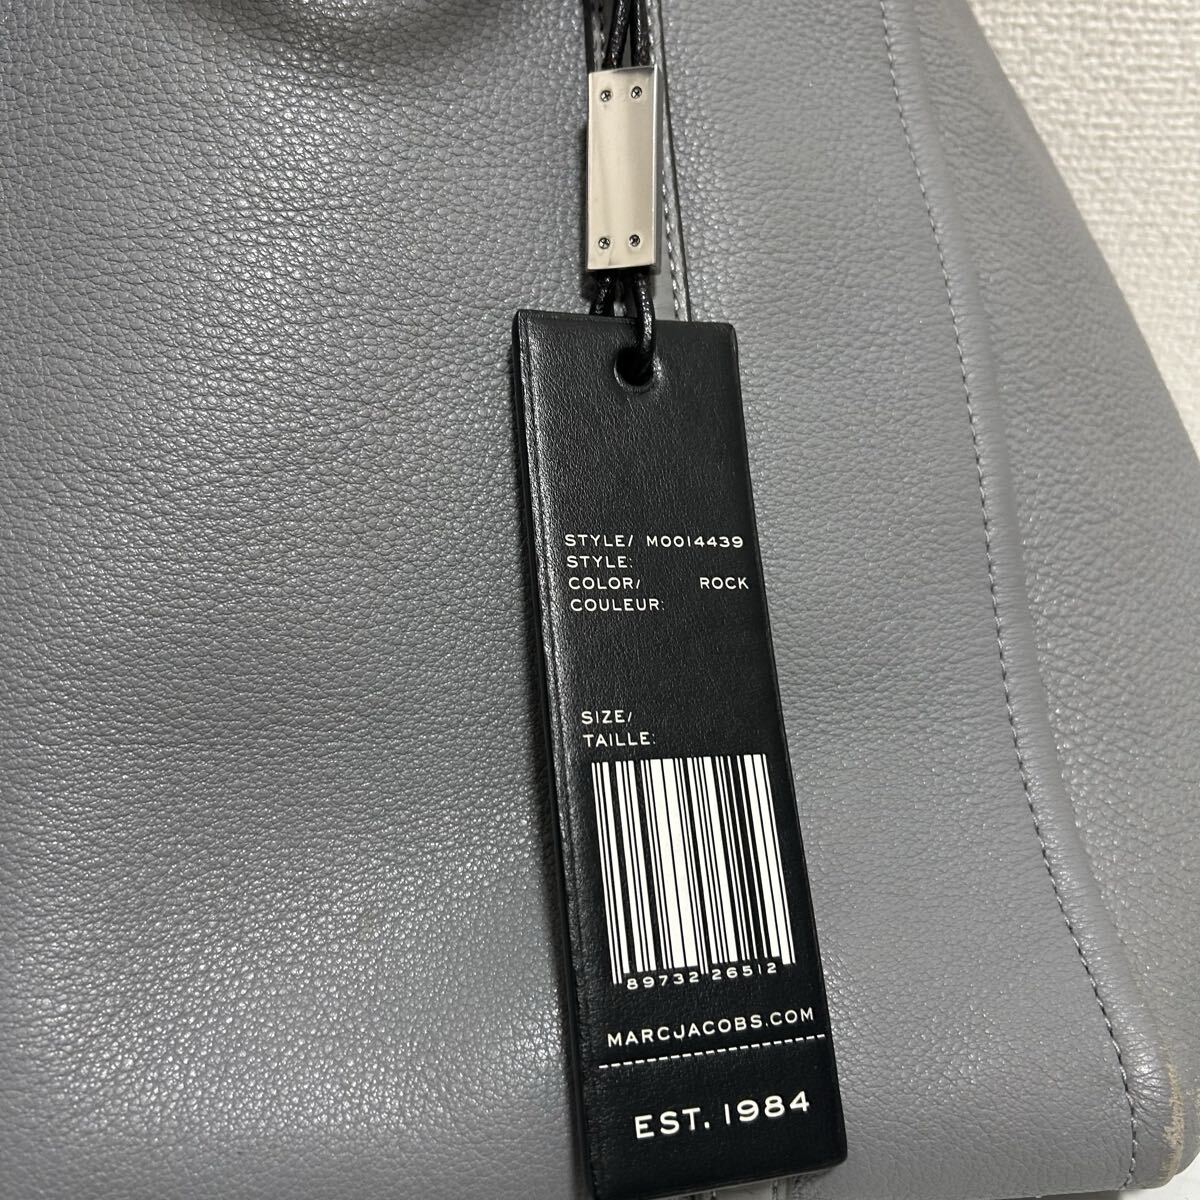 STYLE/ M0014439
STYLE:
COLOR/ ROCK
COULEUR:
SIZE/
TAILLE:
89732 26512
MARCJACOBS.COM
EST. 1984